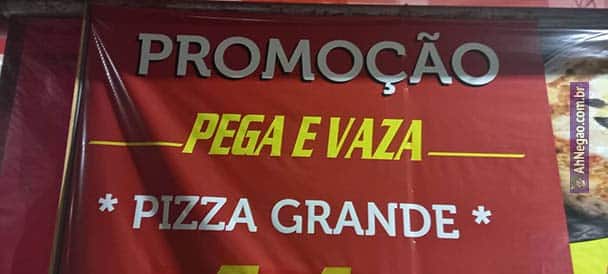 PROMOÇÃO
PEGA E VAZA
* PIZZA GRANDE *
AhNegao.com.br